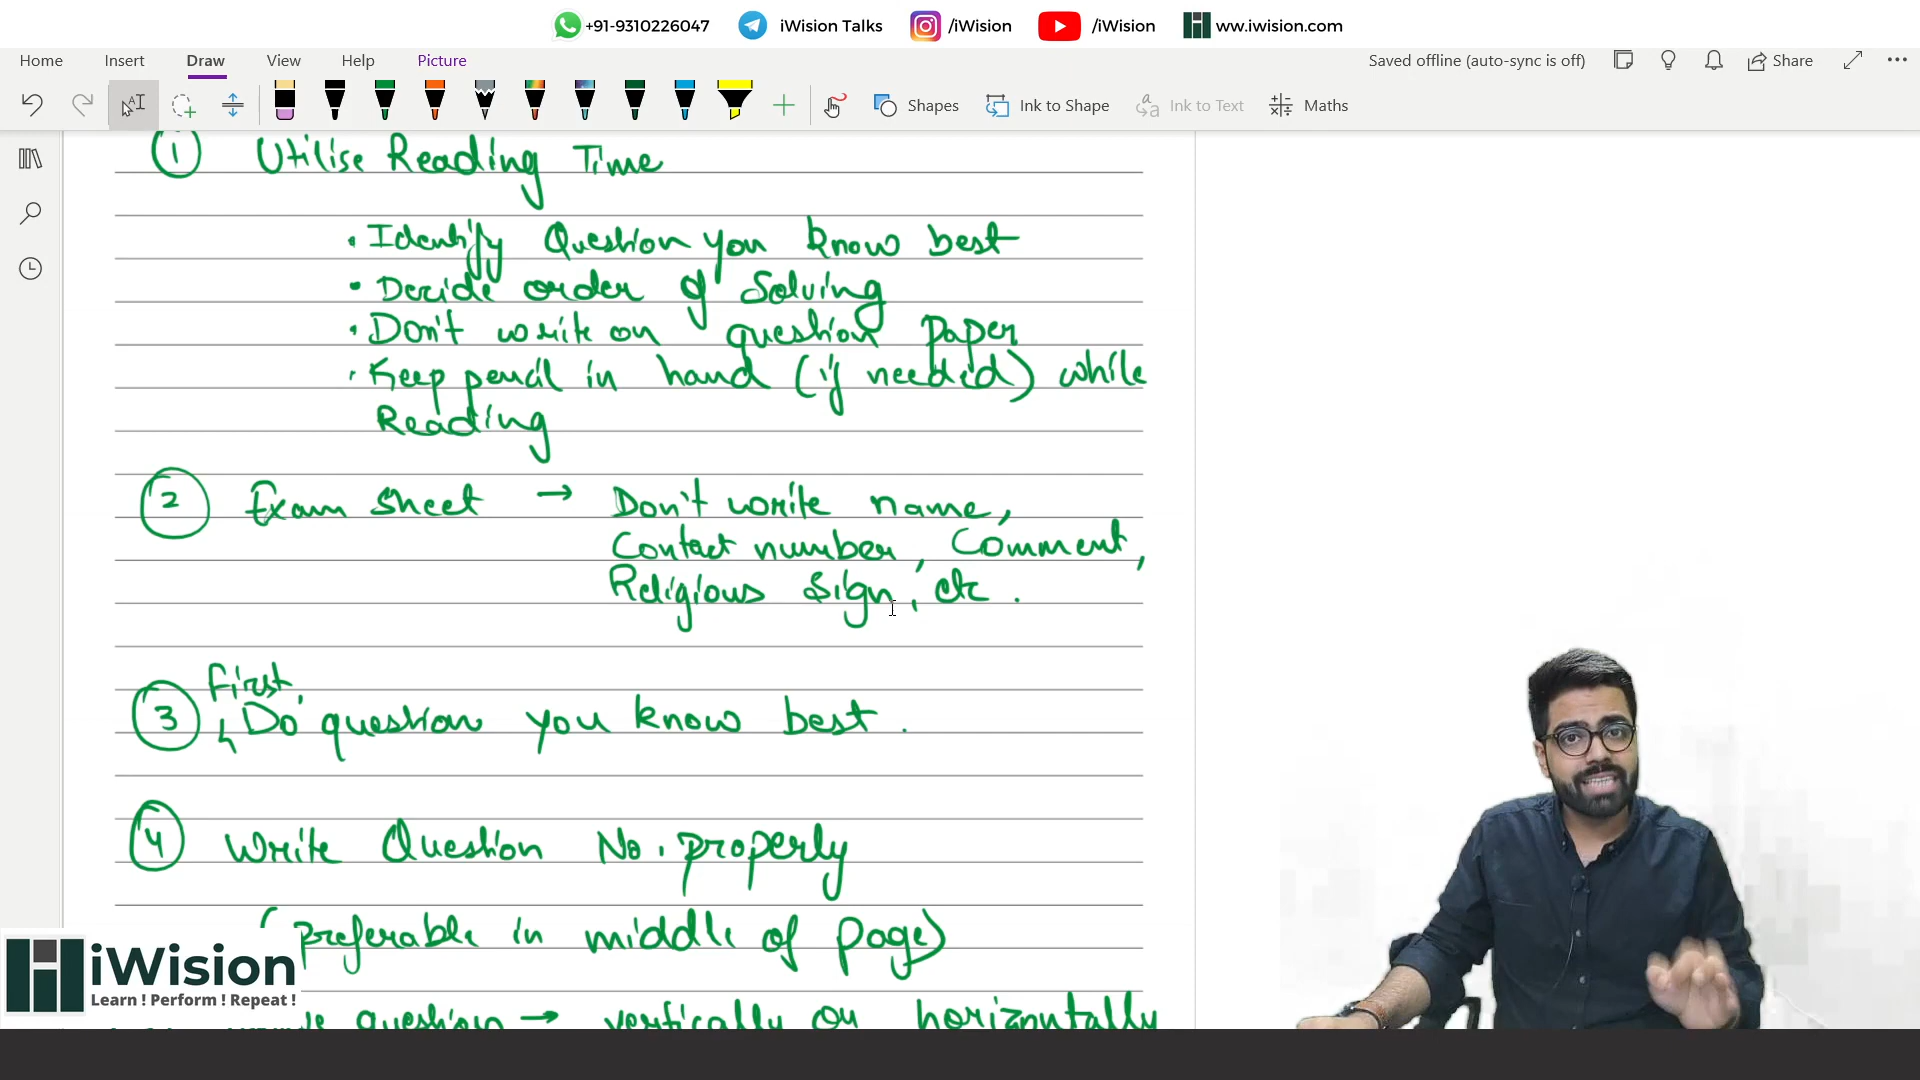 +91-9310226047 iWision Talks /iWision /iWision ww.iwision.com
Home Insert Draw View Help Picture Saved offline (auto-sync is off) Share
Shapes Ink to Shape Ink to Text Maths
1 Utilise Reading Time
• Identify Question you know best
• Decide order of Solving
• Don't write on question paper
• Keep pencil in hand (if needed) while
Reading
2 Exam Sheet → Don't write name,
Contact number, Comment,
Religious Sign, etc.
First
3 ↳ Do question you know best.
4 Write Question No. properly
(preferable in middle of Page)
question → vertically or horizontally
iWision
Learn ! Perform ! Repeat !